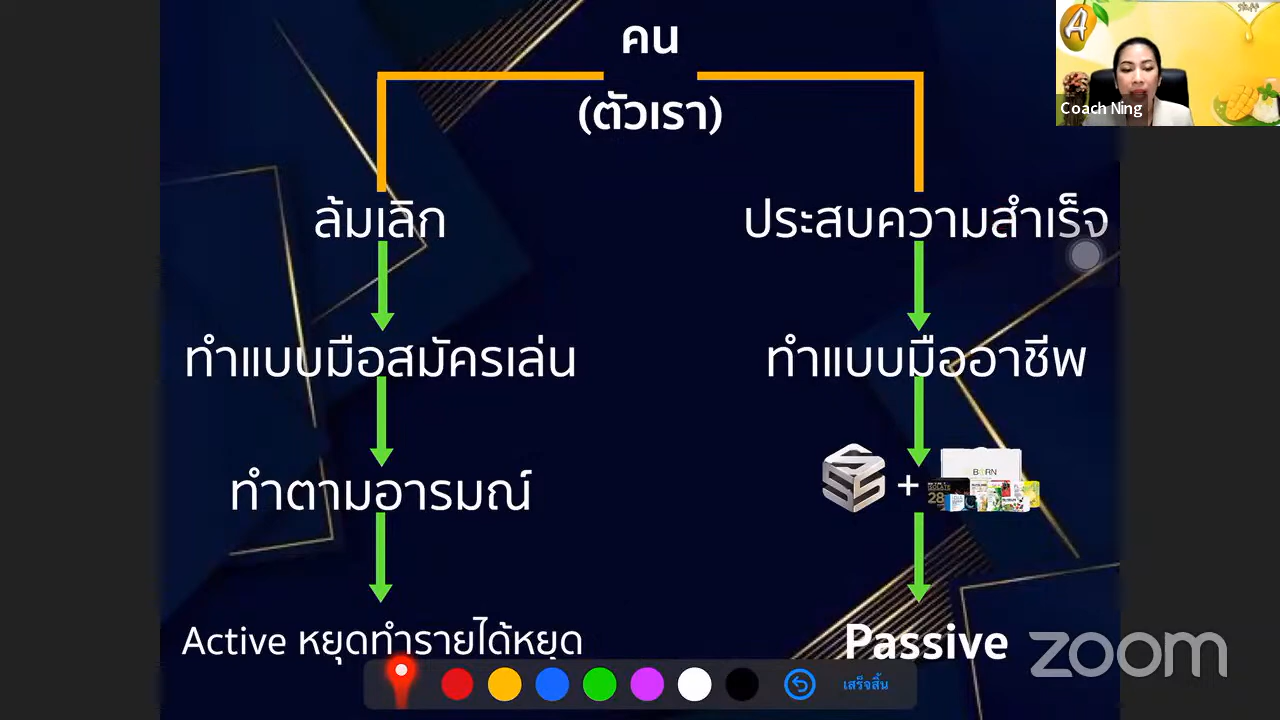 คน
(ตัวเรา)
ล้มเลิก
ประสบความสำเร็จ
ทำแบบมือสมัครเล่น
ทำแบบมืออาชีพ
ทำตามอารมณ์
+
Active หยุดทำรายได้หยุด
Passive
Coach Ning
A
zoom
เสร็จสิ้น
28